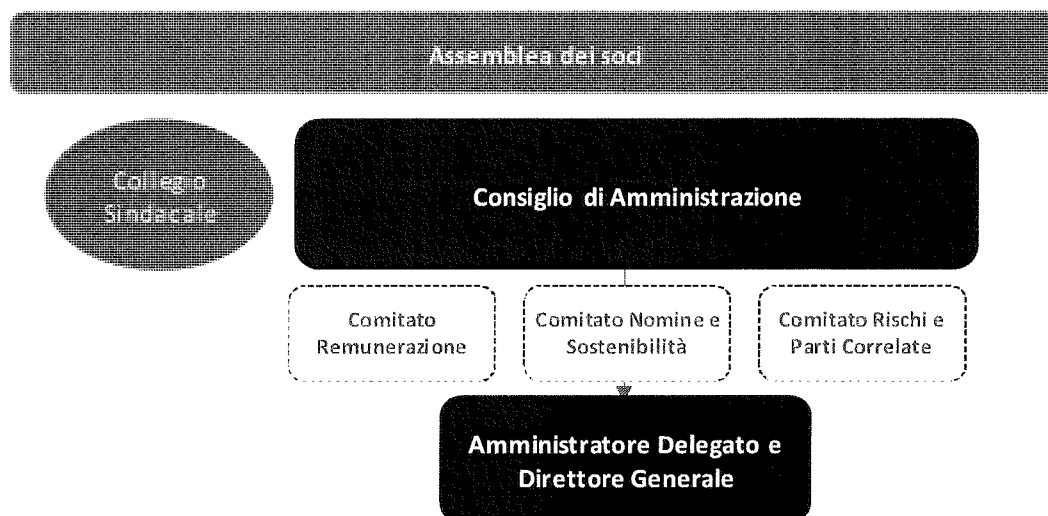 Assemblea dei soci
Collegio
Sindacale
Consiglio di Amministrazione
Comitato
Remunerazione
Comitato Nomine e
Sostenibilità
Comitato Rischi e
Parti Correlate
Amministratore Delegato e
Direttore Generale